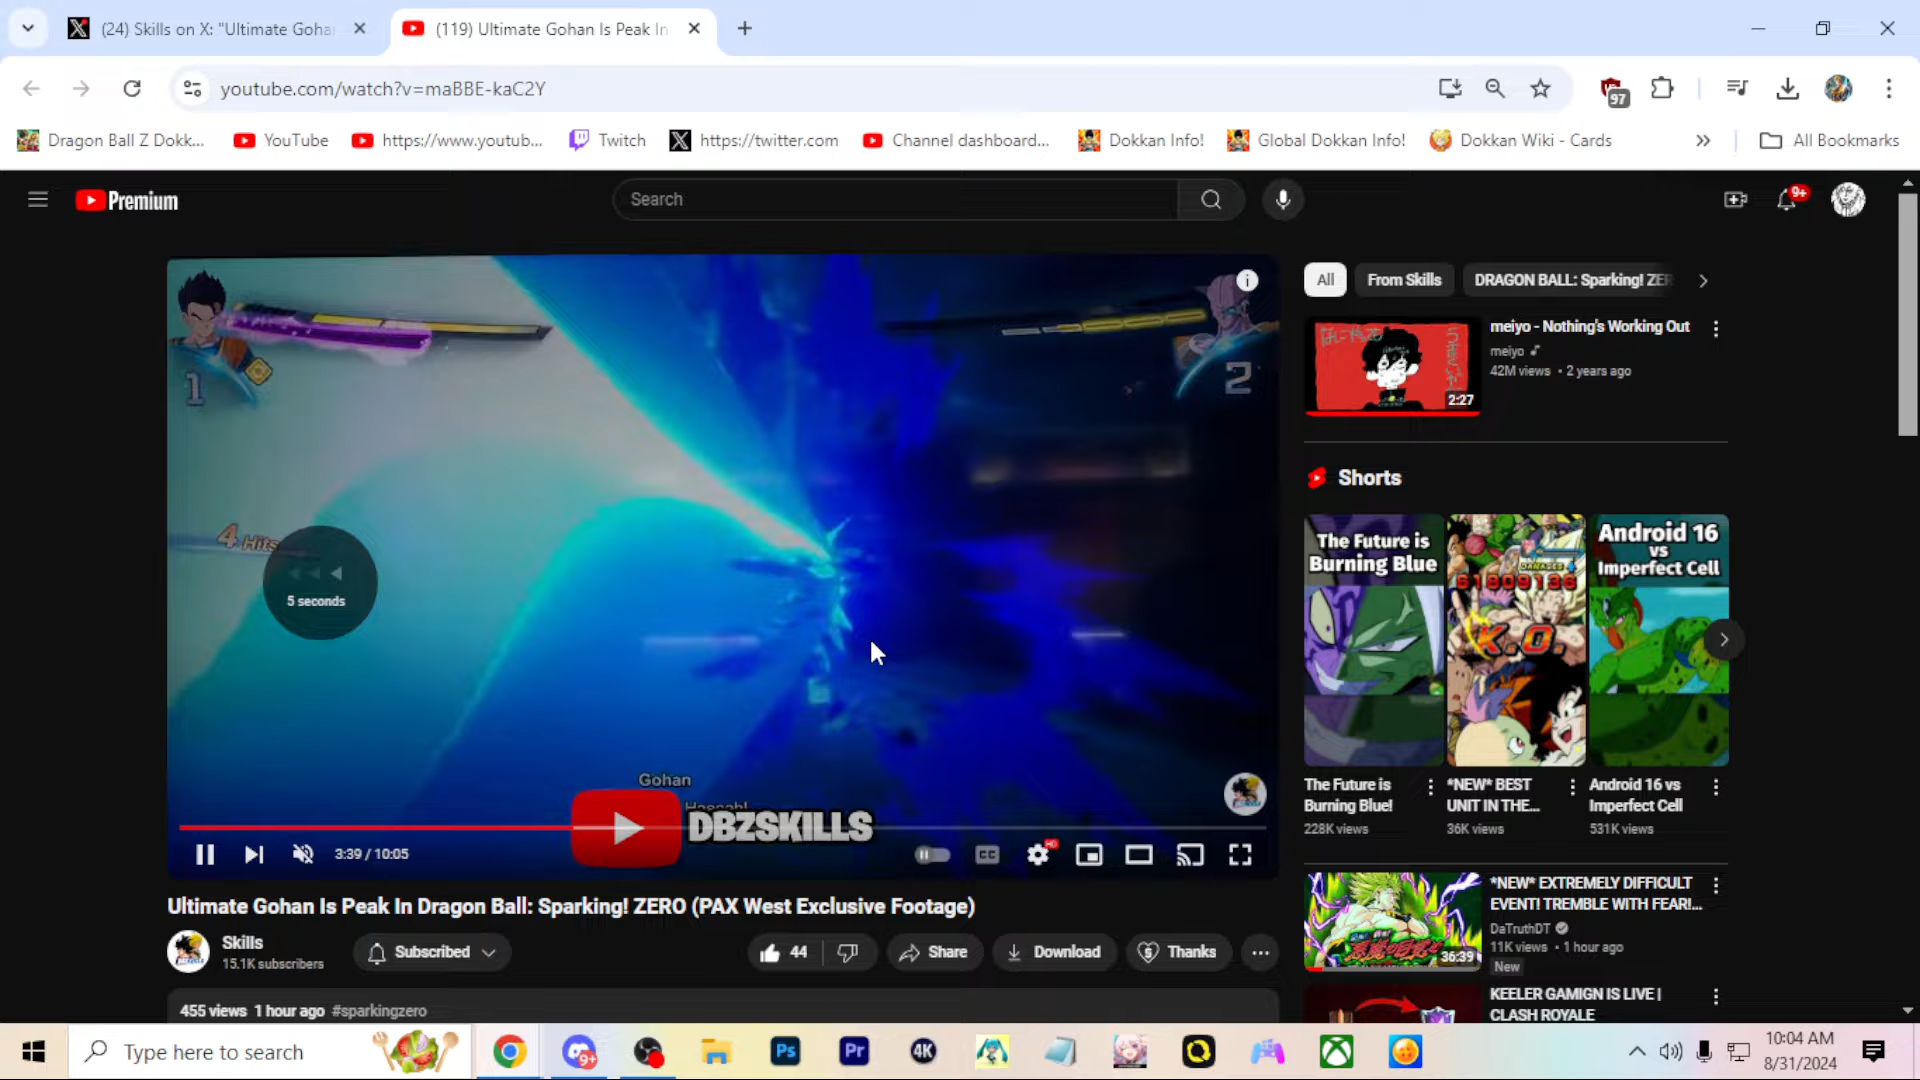 (24) Skills on X: "Ultimate Goha
(119) Ultimate Gohan Is Peak In
youtube.com/watch?v=maBBE-kaC2Y
97
Dragon Ball Z Dokk...
YouTube
https://www.youtub...
Twitch
https://twitter.com
Channel dashboard...
Dokkan Info!
Global Dokkan Info!
Dokkan Wiki - Cards
All Bookmarks
Premium
Search
9+
1
2
4 Hits
5 seconds
Gohan
DBZSKILLS
3:39 / 10:05
CC
HD
Ultimate Gohan Is Peak In Dragon Ball: Sparking! ZERO (PAX West Exclusive Footage)
Skills
15.1K subscribers
Subscribed
44
Share
Download
Thanks
455 views 1 hour ago #sparkingzero
All
From Skills
DRAGON BALL: Sparking! ZER
meiyo - Nothing's Working Out
meiyo
42M views • 2 years ago
2:27
Shorts
The Future is
Burning Blue
K.O.
Android 16
vs
Imperfect Cell
The Future is
Burning Blue!
228K views
*NEW* BEST
UNIT IN THE...
36K views
Android 16 vs
Imperfect Cell
531K views
*NEW* EXTREMELY DIFFICULT
EVENT! TREMBLE WITH FEAR!...
DaTruthDT
11K views • 1 hour ago
New
36:39
KEELER GAMIGN IS LIVE |
CLASH ROYALE
Type here to search
9+
Ps
Pr
4K
10:04 AM
8/31/2024